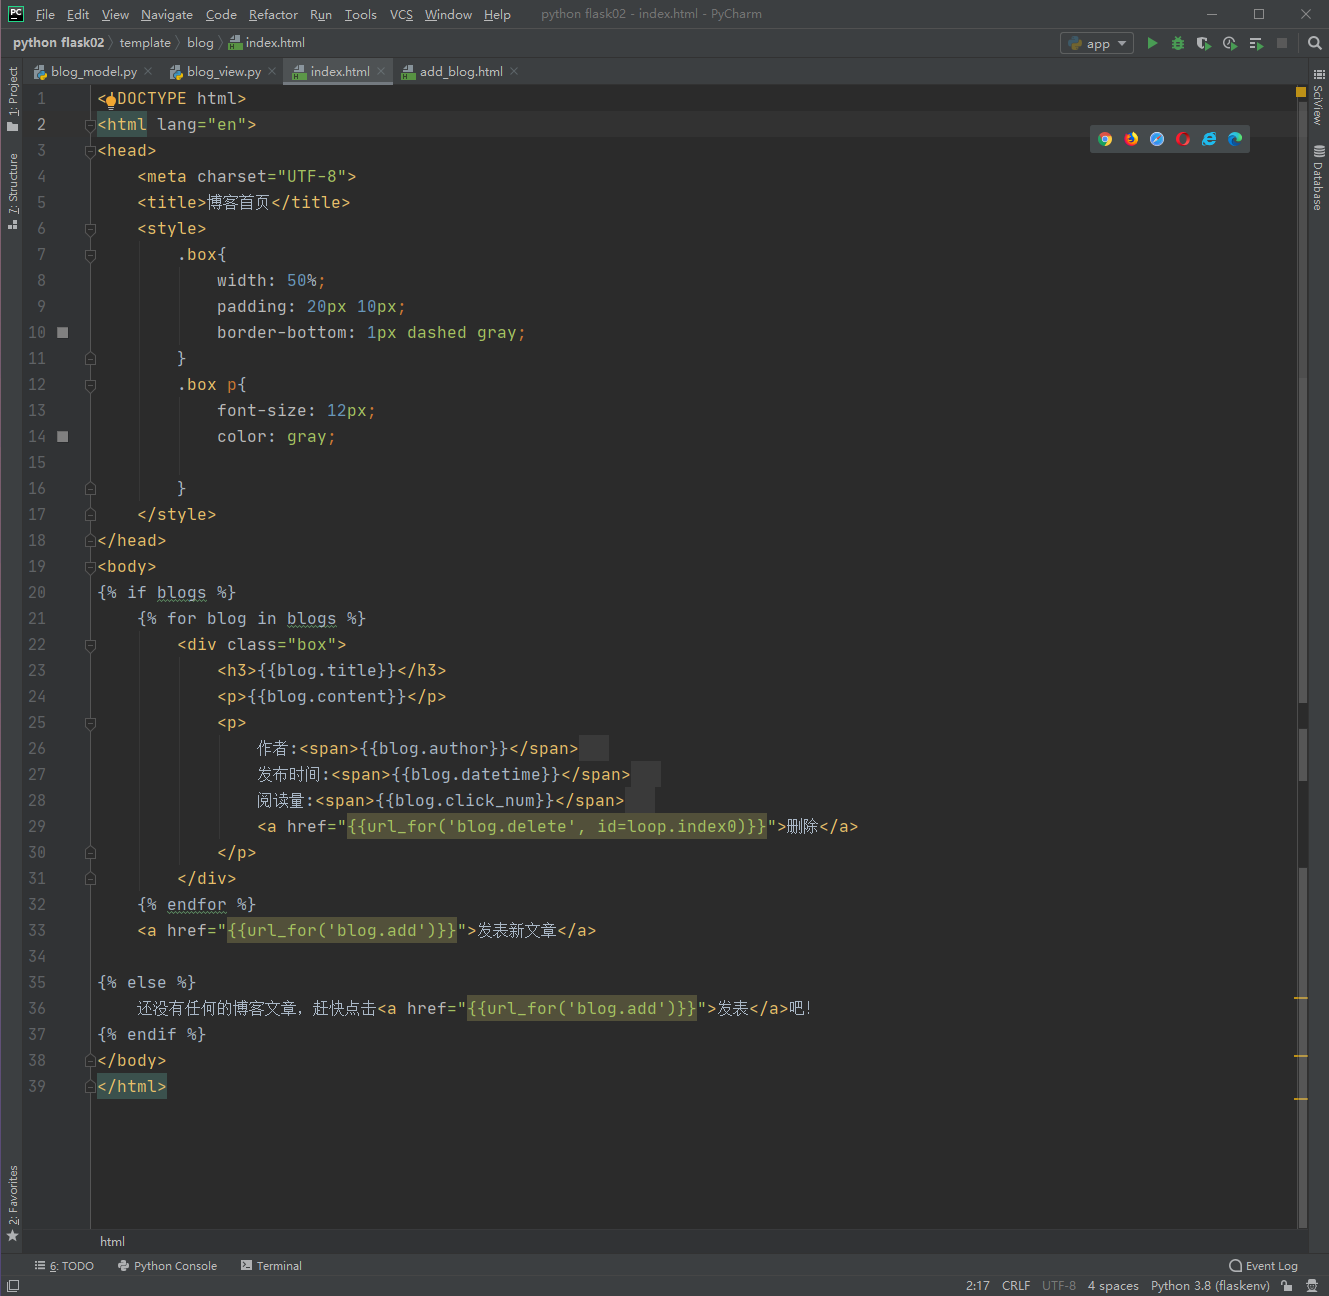 PC File Edit View Navigate Code Refactor Run Tools VCS Window Help python flask02 - index.html - PyCharm
python flask02 template blog index.html app
blog_model.py blog_view.py index.html add_blog.html
1: Project
7: Structure
2: Favorites
SciView
Database
1 <!DOCTYPE html>
2 <html lang="en">
3 <head>
4 <meta charset="UTF-8">
5 <title>博客首页</title>
6 <style>
7 .box{
8 width: 50%;
9 padding: 20px 10px;
10 border-bottom: 1px dashed gray;
11 }
12 .box p{
13 font-size: 12px;
14 color: gray;
15
16 }
17 </style>
18 </head>
19 <body>
20 {% if blogs %}
21 {% for blog in blogs %}
22 <div class="box">
23 <h3>{{blog.title}}</h3>
24 <p>{{blog.content}}</p>
25 <p>
26 作者:<span>{{blog.author}}</span>
27 发布时间:<span>{{blog.datetime}}</span>
28 阅读量:<span>{{blog.click_num}}</span>
29 <a href="{{url_for('blog.delete', id=loop.index0)}}">删除</a>
30 </p>
31 </div>
32 {% endfor %}
33 <a href="{{url_for('blog.add')}}">发表新文章</a>
34
35 {% else %}
36 还没有任何的博客文章，赶快点击<a href="{{url_for('blog.add')}}">发表</a>吧！
37 {% endif %}
38 </body>
39 </html>
html
6: TODO Python Console Terminal Event Log
2:17 CRLF UTF-8 4 spaces Python 3.8 (flaskenv)